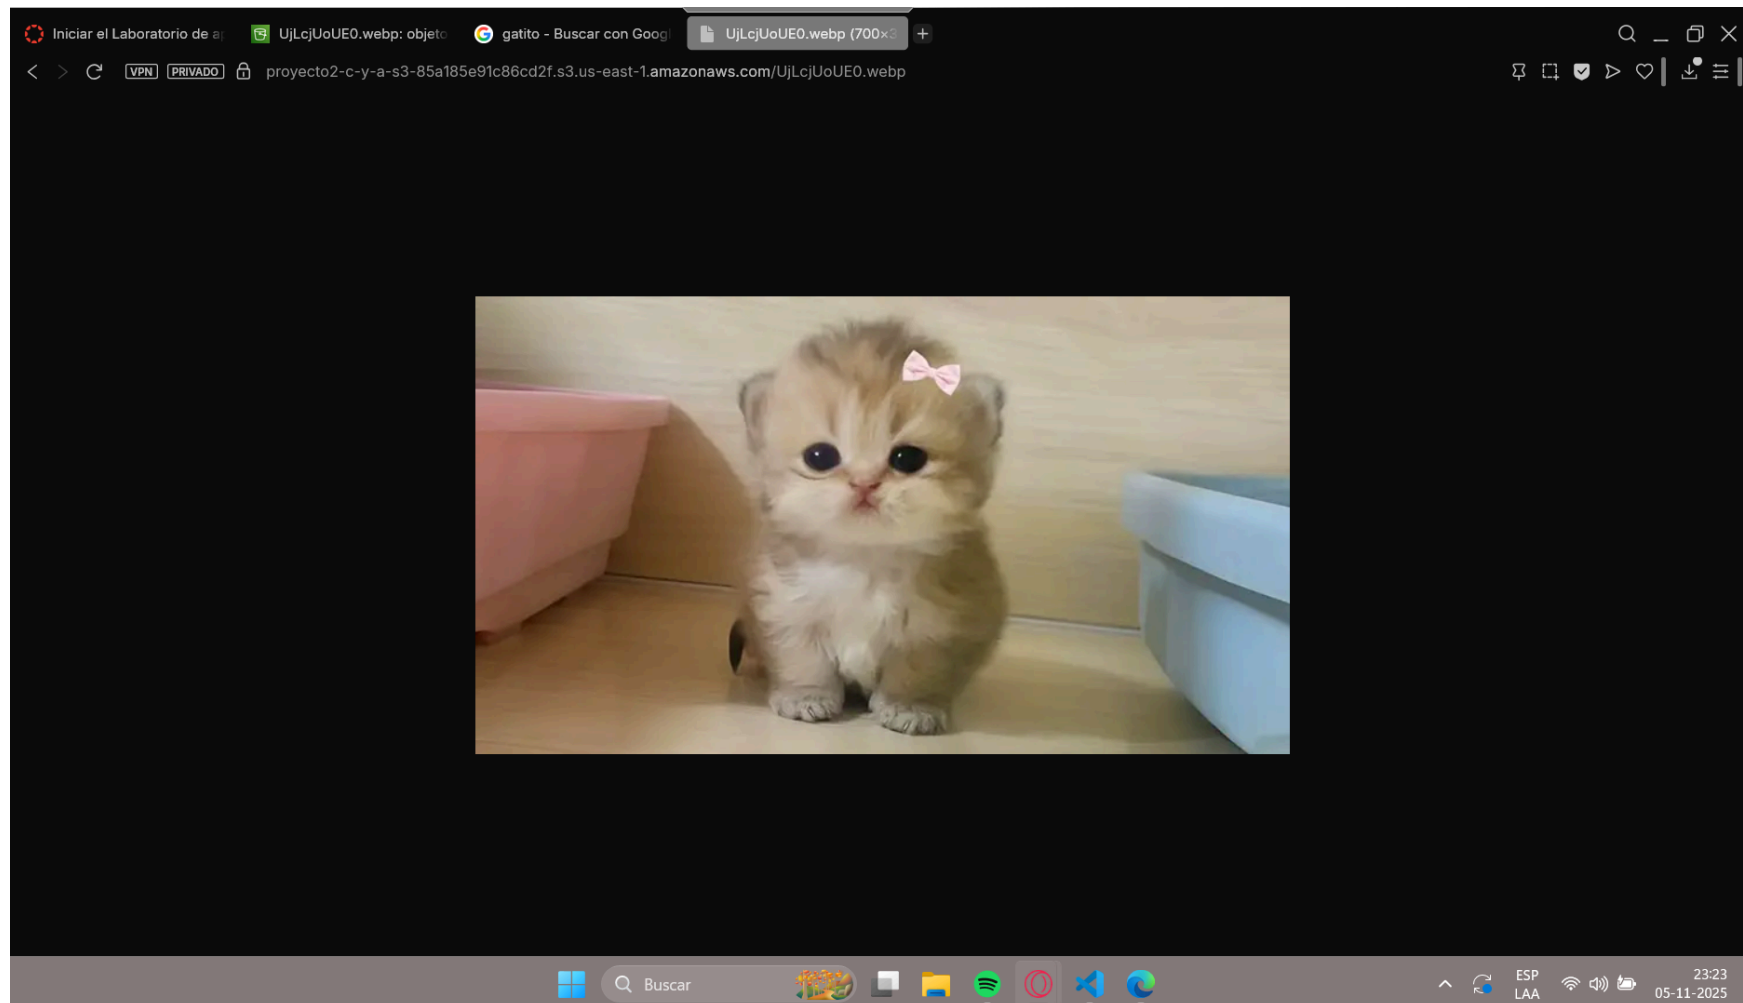 Iniciar el Laboratorio de a
UjLcjUoUE0.webp: objeto
gatito - Buscar con Goog
UjLcjUoUE0.webp (700×3
VPN PRIVADO proyecto2-c-y-a-s3-85a185e91c86cd2f.s3.us-east-1.amazonaws.com/UjLcjUoUE0.webp
Buscar
ESP
LAA
23:23
05-11-2025